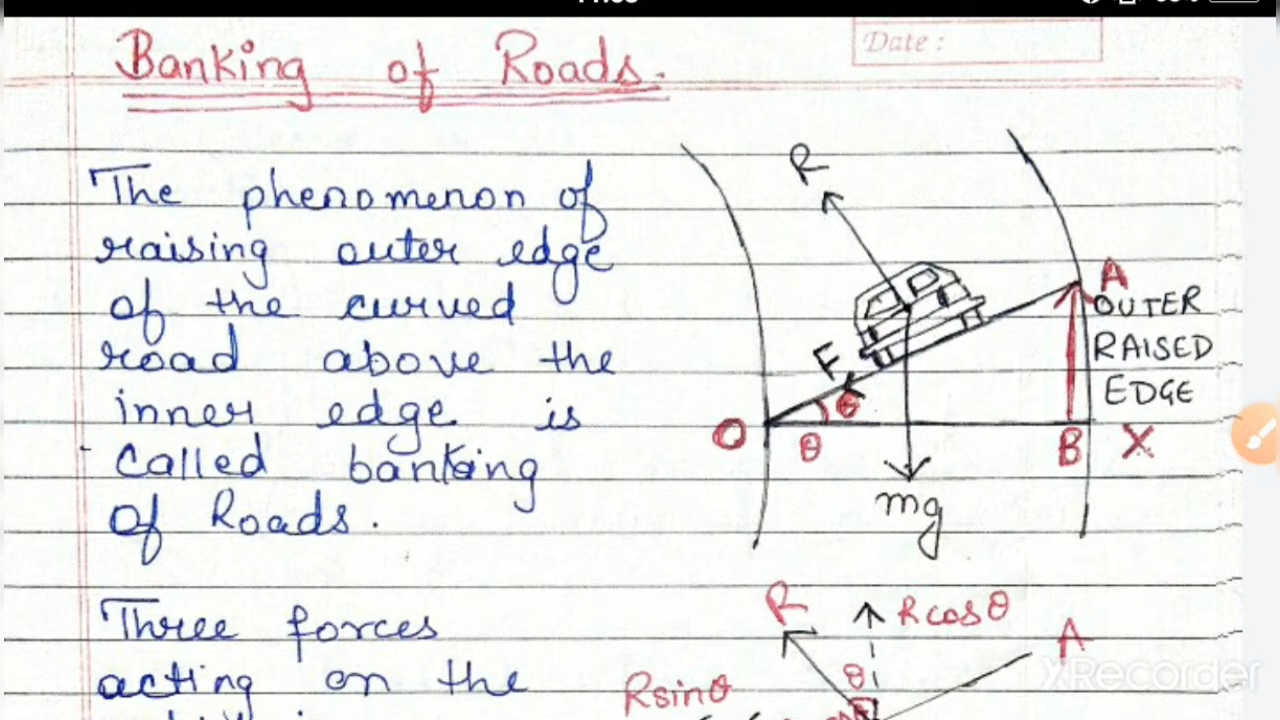 Date :
Banking of Roads.
The phenomenon of
raising outer edge
of the curved
road above the
inner edge is
called banking
of Roads.
R
A
OUTER
RAISED
EDGE
F
θ
O
θ
B
X
mg
Three forces
acting on the
R
Rcosθ
A
θ
Rsinθ
XRecorder